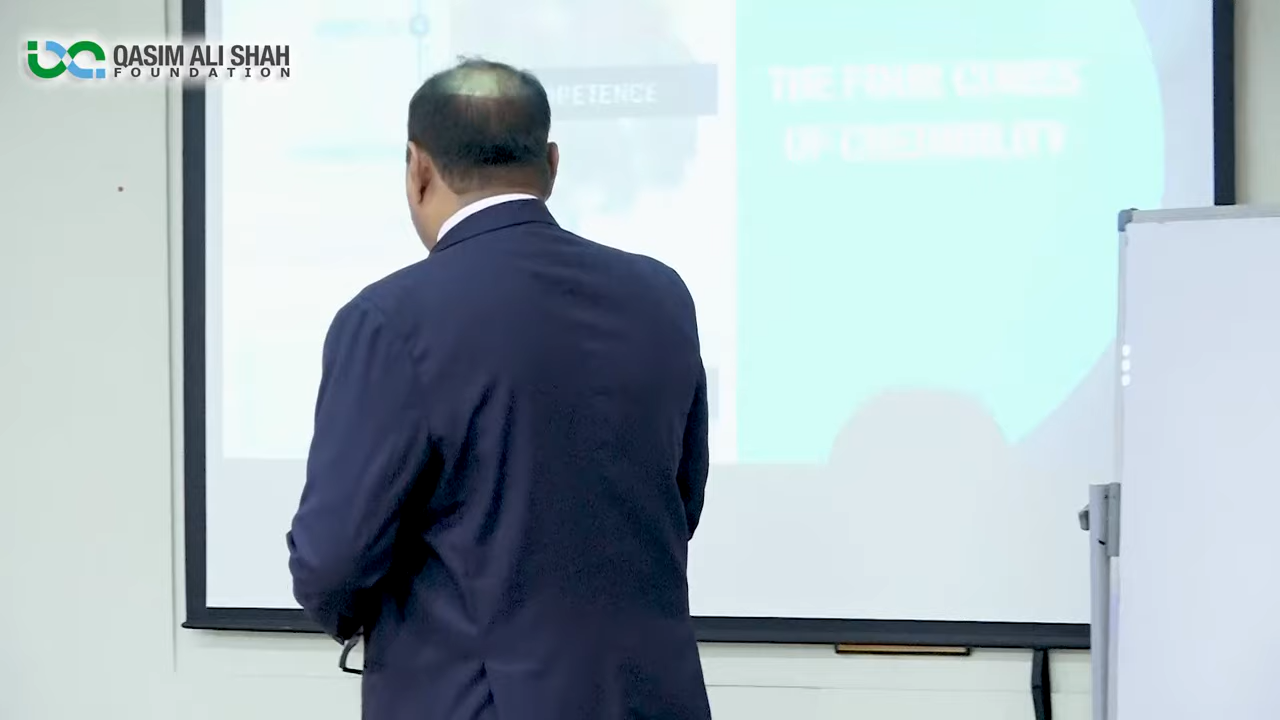 QASIM ALI SHAH
FOUNDATION
PETENCE
THE FOUR CORES
OF CREDIBILITY